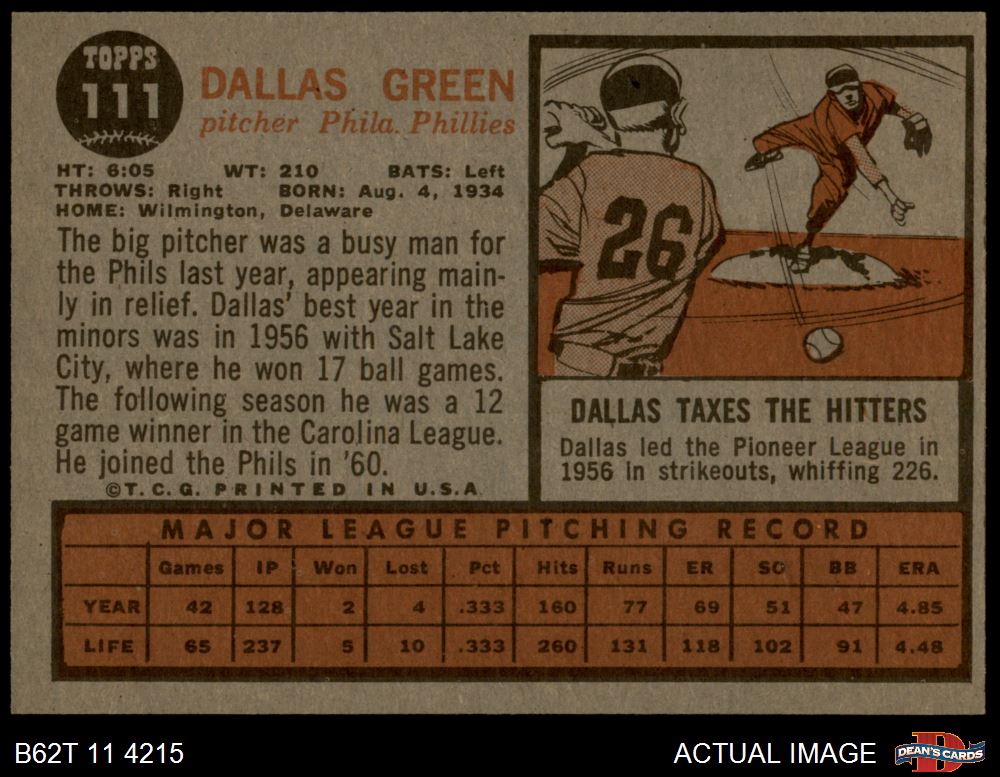 TOPPS
111
DALLAS GREEN
pitcher Phila. Phillies
HT: 6:05 WT: 210 BATS: Left
THROWS: Right BORN: Aug. 4, 1934
HOME: Wilmington, Delaware
The big pitcher was a busy man for
the Phils last year, appearing main-
ly in relief. Dallas' best year in the
minors was in 1956 with Salt Lake
City, where he won 17 ball games.
The following season he was a 12
game winner in the Carolina League.
He joined the Phils in '60.
©T.C.G. PRINTED IN U.S.A.
26
DALLAS TAXES THE HITTERS
Dallas led the Pioneer League in
1956 in strikeouts, whiffing 226.
MAJOR LEAGUE PITCHING RECORD
Games IP Won Lost Pct Hits Runs ER SO BB ERA
YEAR 42 128 2 4 .333 160 77 69 51 47 4.85
LIFE 65 237 5 10 .333 260 131 118 102 91 4.48
B62T 11 4215
ACTUAL IMAGE
D
DEAN'S CARDS